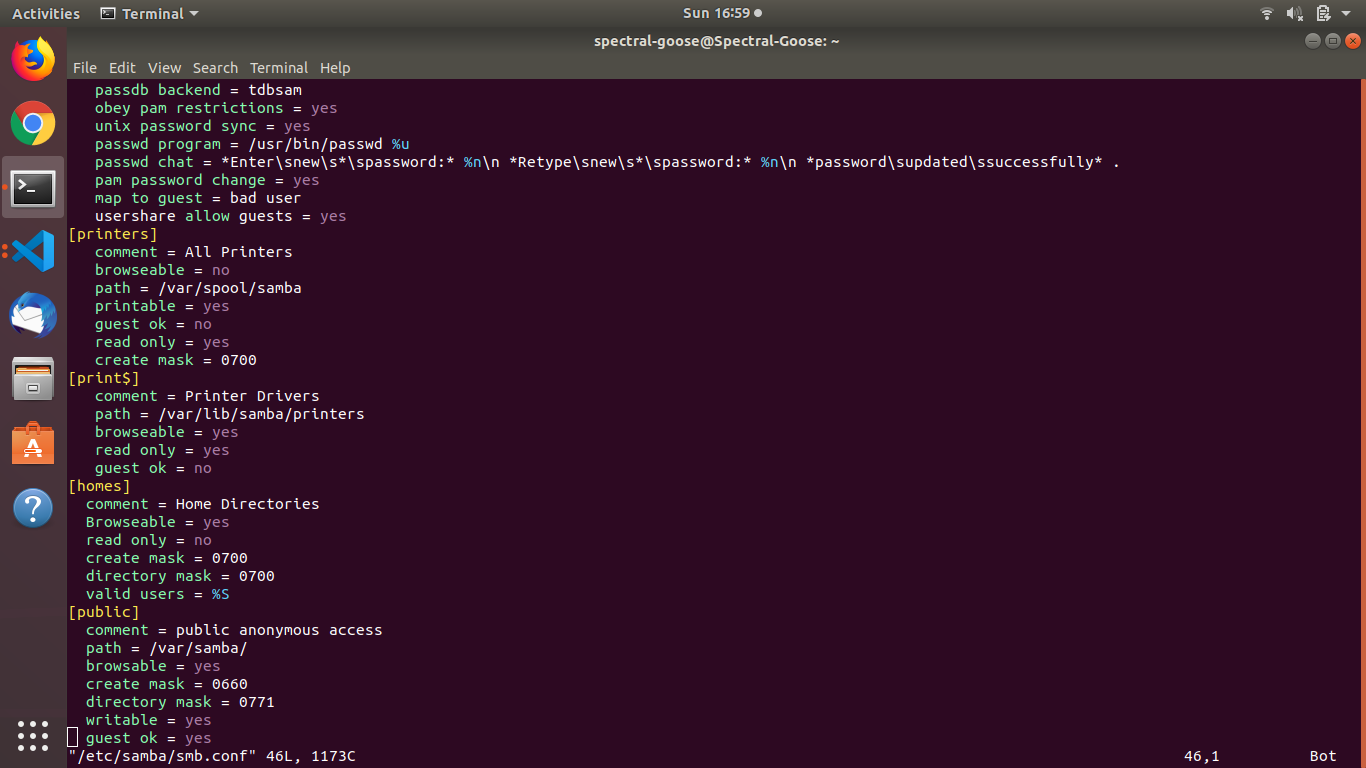 Activities Terminal Sun 16:59
spectral-goose@Spectral-Goose: ~
File Edit View Search Terminal Help
passdb backend = tdbsam
obey pam restrictions = yes
unix password sync = yes
passwd program = /usr/bin/passwd %u
passwd chat = *Enter\snew\s*\spassword:* %n\n *Retype\snew\s*\spassword:* %n\n *password\supdated\ssuccessfully* .
pam password change = yes
map to guest = bad user
usershare allow guests = yes
[printers]
comment = All Printers
browseable = no
path = /var/spool/samba
printable = yes
guest ok = no
read only = yes
create mask = 0700
[print$]
comment = Printer Drivers
path = /var/lib/samba/printers
browseable = yes
read only = yes
guest ok = no
[homes]
comment = Home Directories
Browseable = yes
read only = no
create mask = 0700
directory mask = 0700
valid users = %S
[public]
comment = public anonymous access
path = /var/samba/
browsable = yes
create mask = 0660
directory mask = 0771
writable = yes
guest ok = yes
"/etc/samba/smb.conf" 46L, 1173C 46,1 Bot